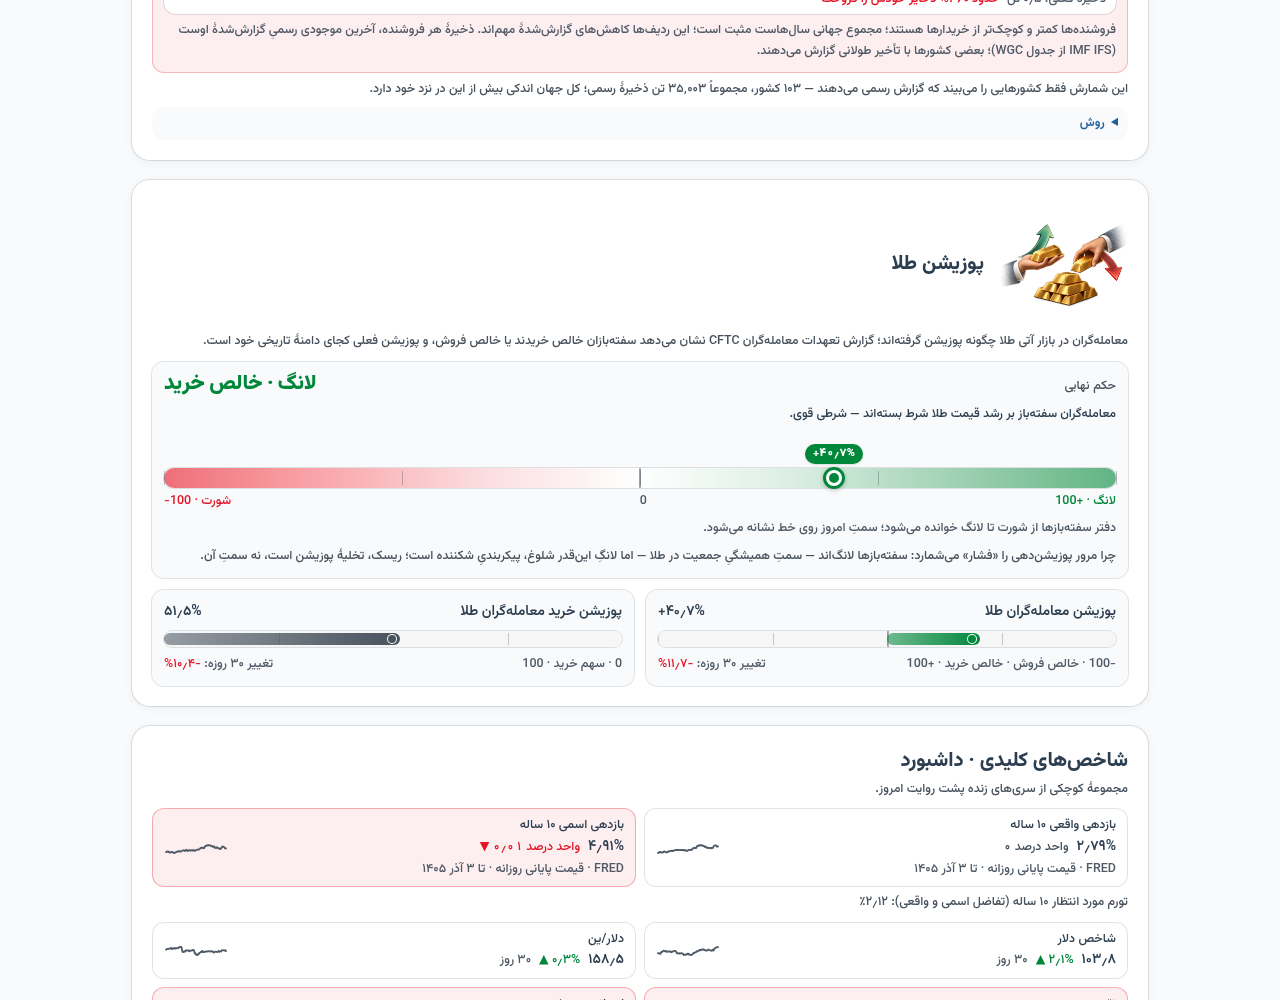 فروشنده‌ها کمتر و کوچک‌تر از خریدارها هستند؛ مجموع جهانی سال‌هاست مثبت است؛ این ردیف‌ها کاهش‌های گزارش‌شدهٔ مهم‌اند. ذخیرهٔ هر فروشنده، آخرین موجودی رسمیِ گزارش‌شدهٔ اوست
(IMF IFS از جدول WGC)؛ بعضی کشورها با تأخیر طولانی گزارش می‌دهند.
این شمارش فقط کشورهایی را می‌بیند که گزارش رسمی می‌دهند — ۱۰۳ کشور، مجموعاً ۳۵,۰۰۳ تن ذخیرهٔ رسمی؛ کل جهان اندکی بیش از این در نزد خود دارد.
◀ روش
پوزیشن طلا
معامله‌گران در بازار آتی طلا چگونه پوزیشن گرفته‌اند؛ گزارش تعهدات معامله‌گران CFTC نشان می‌دهد سفته‌بازان خالص خریدند یا خالص فروش، و پوزیشن فعلی کجای دامنهٔ تاریخی خود است.
حکم نهایی
لانگ · خالص خرید
معامله‌گران سفته‌باز بر رشد قیمت طلا شرط بسته‌اند — شرطی قوی.
+۴۰٫۷%
لانگ · +100
0
شورت · 100-
دفتر سفته‌بازها از شورت تا لانگ خوانده می‌شود؛ سمتِ امروز روی خط نشانه می‌شود.
چرا مرور پوزیشن‌دهی را «فشار» می‌شمارد: سفته‌بازها لانگ‌اند — سمتِ همیشگیِ جمعیت در طلا — اما لانگِ این‌قدر شلوغ، پیکربندیِ شکننده است؛ ریسک، تخلیهٔ پوزیشن است، نه سمتِ آن.
پوزیشن معامله‌گران طلا
+۴۰٫۷%
-100 · خالص فروش · خالص خرید · +100
تغییر ۳۰ روزه: -۱۱٫۷%
پوزیشن خرید معامله‌گران طلا
۵۱٫۵%
0 · سهم خرید · 100
تغییر ۳۰ روزه: -۱۰٫۴%
شاخص‌های کلیدی · داشبورد
مجموعهٔ کوچکی از سری‌های زنده پشت روایت امروز.
بازدهی واقعی ۱۰ ساله
۲٫۷۹% واحد درصد ۰
FRED · قیمت پایانی روزانه · تا ۳ آذر ۱۴۰۵
بازدهی اسمی ۱۰ ساله
۴٫۹۱% واحد درصد ۰٫۰۱ ▼
FRED · قیمت پایانی روزانه · تا ۳ آذر ۱۴۰۵
تورم مورد انتظار ۱۰ ساله (تفاضل اسمی و واقعی): ۲٫۱۲٪
شاخص دلار
۱۰۳٫۸ ۲٫۱% ▲ ۳۰ روز
دلار/ین
۱۵۸٫۵ ۰٫۳% ▲ ۳۰ روز